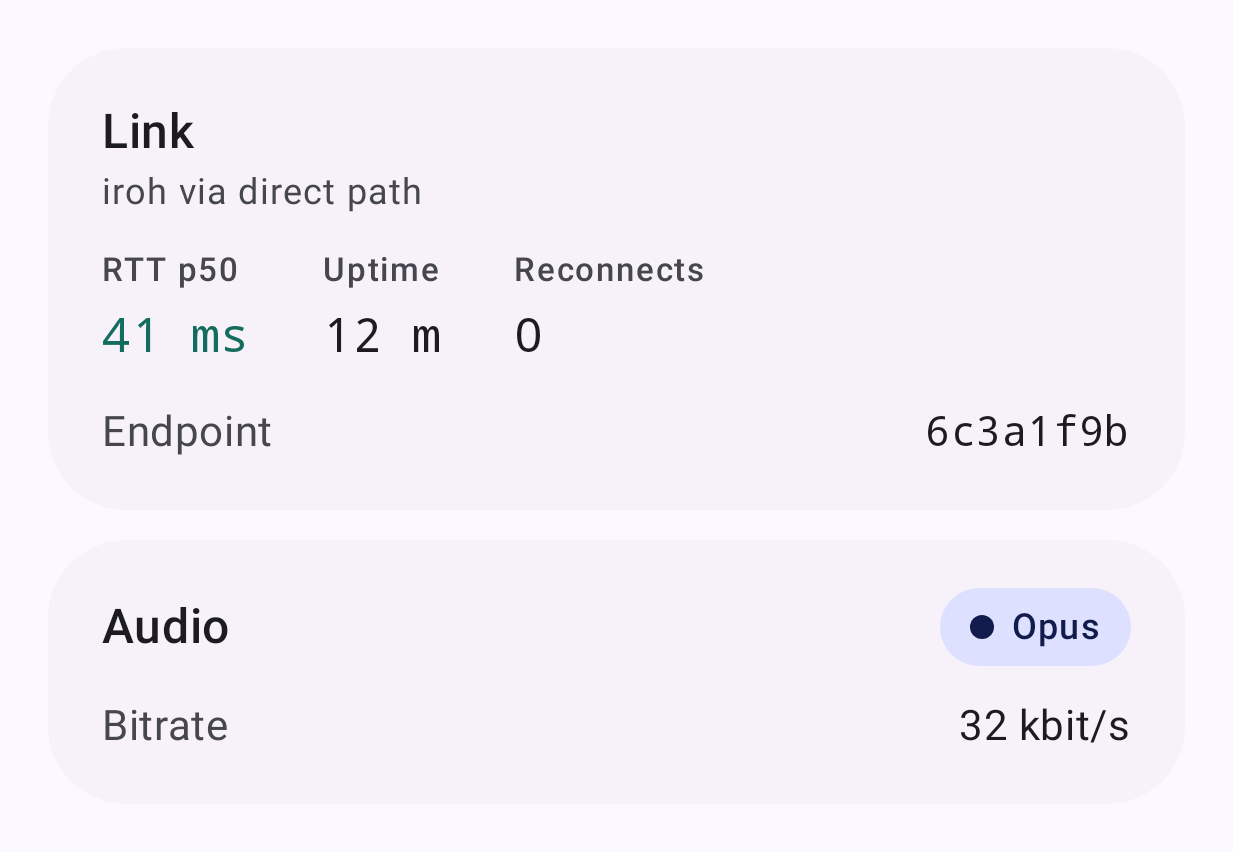 Link
iroh via direct path
RTT p50 Uptime Reconnects
41 ms 12 m 0
Endpoint 6c3a1f9b
Audio Opus
Bitrate 32 kbit/s